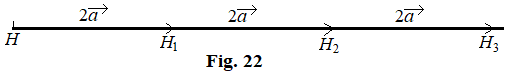 2a 2a 2a
H H₁ H₂ H₃
Fig. 22